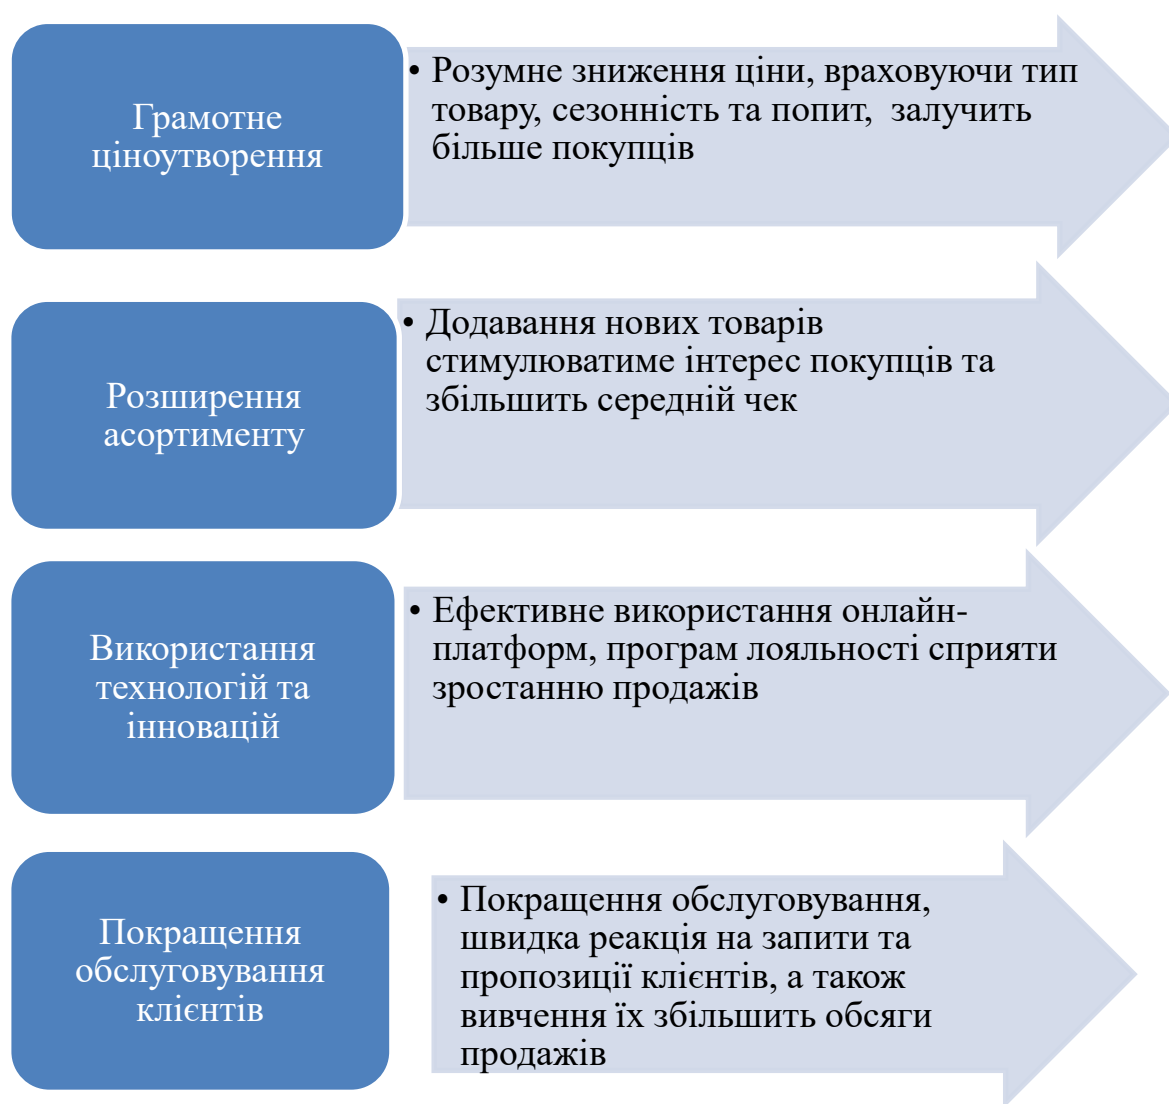 Грамотне
ціноутворення
• Розумне зниження ціни, враховуючи тип
товару, сезонність та попит,  залучить
більше покупців
Розширення
асортименту
• Додавання нових товарів
стимулюватиме інтерес покупців та
збільшить середній чек
Використання
технологій та
інновацій
• Ефективне використання онлайн-
платформ, програм лояльності сприяти
зростанню продажів
Покращення
обслуговування
клієнтів
• Покращення обслуговування,
швидка реакція на запити та
пропозиції клієнтів, а також
вивчення їх збільшить обсяги
продажів